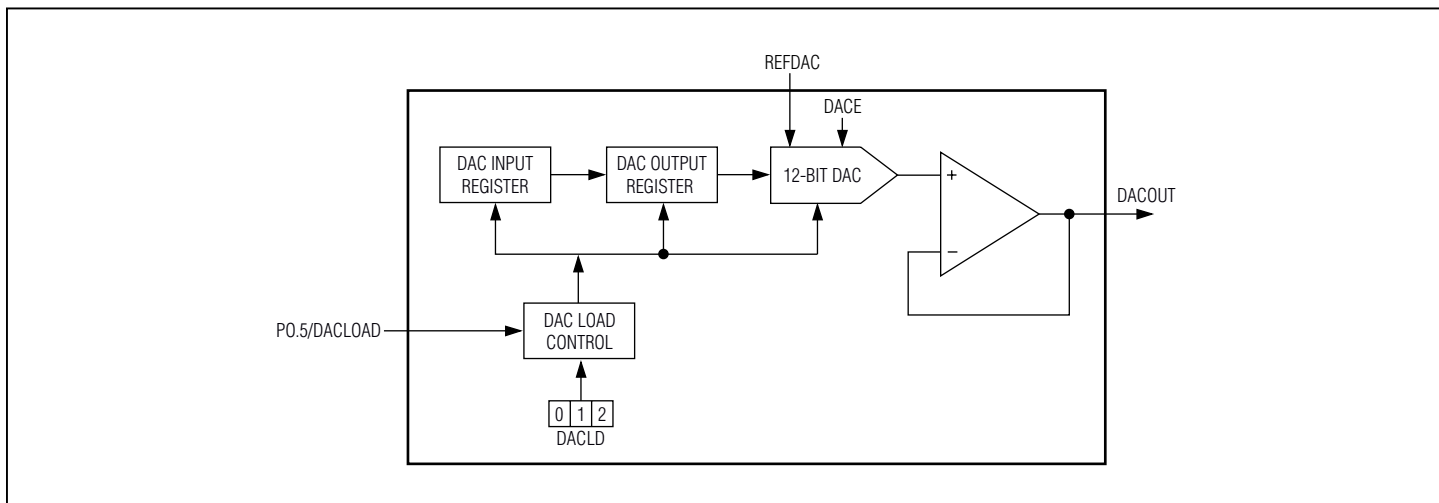 REFDAC
DACE
DAC INPUT
REGISTER
DAC OUTPUT
REGISTER
12-BIT DAC
+
−
DACOUT
PO.5/DACLOAD
DAC LOAD
CONTROL
0 1 2
DACLD